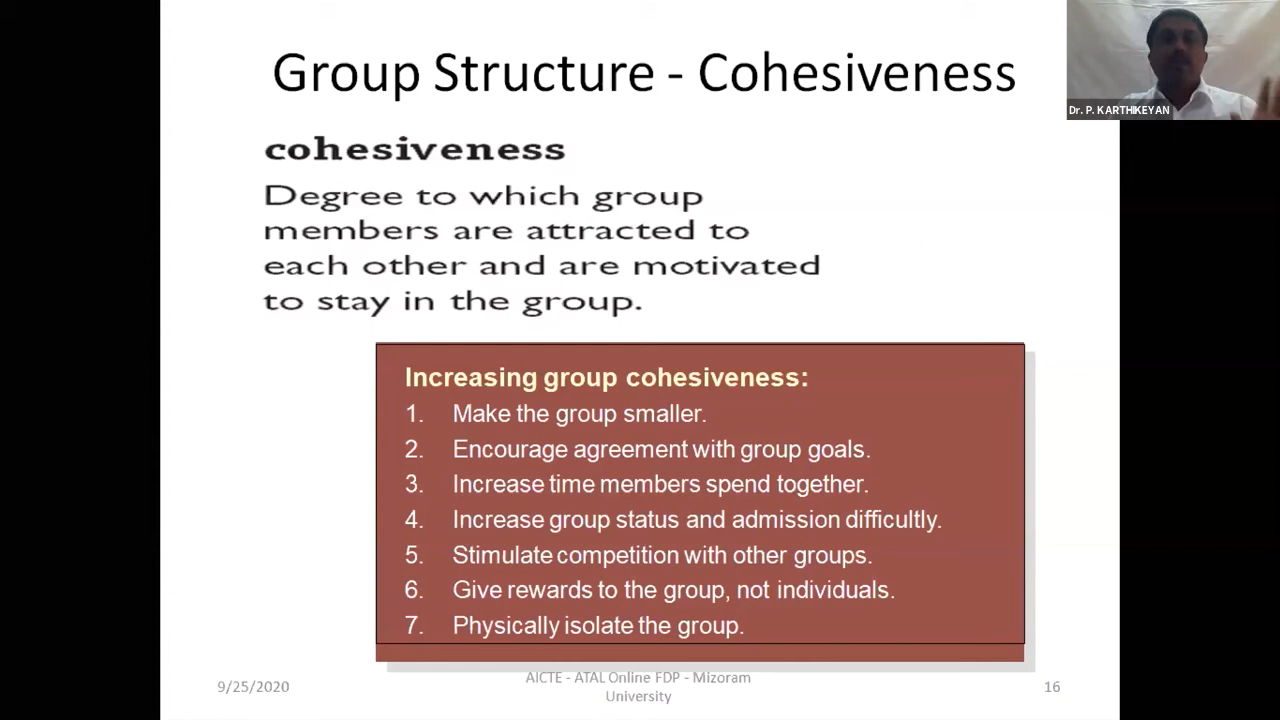 Group Structure - Cohesiveness
Dr. P. KARTHIKEYAN
cohesiveness
Degree to which group
members are attracted to
each other and are motivated
to stay in the group.
Increasing group cohesiveness:
1. Make the group smaller.
2. Encourage agreement with group goals.
3. Increase time members spend together.
4. Increase group status and admission difficultly.
5. Stimulate competition with other groups.
6. Give rewards to the group, not individuals.
7. Physically isolate the group.
9/25/2020
AICTE - ATAL Online FDP - Mizoram
University
16